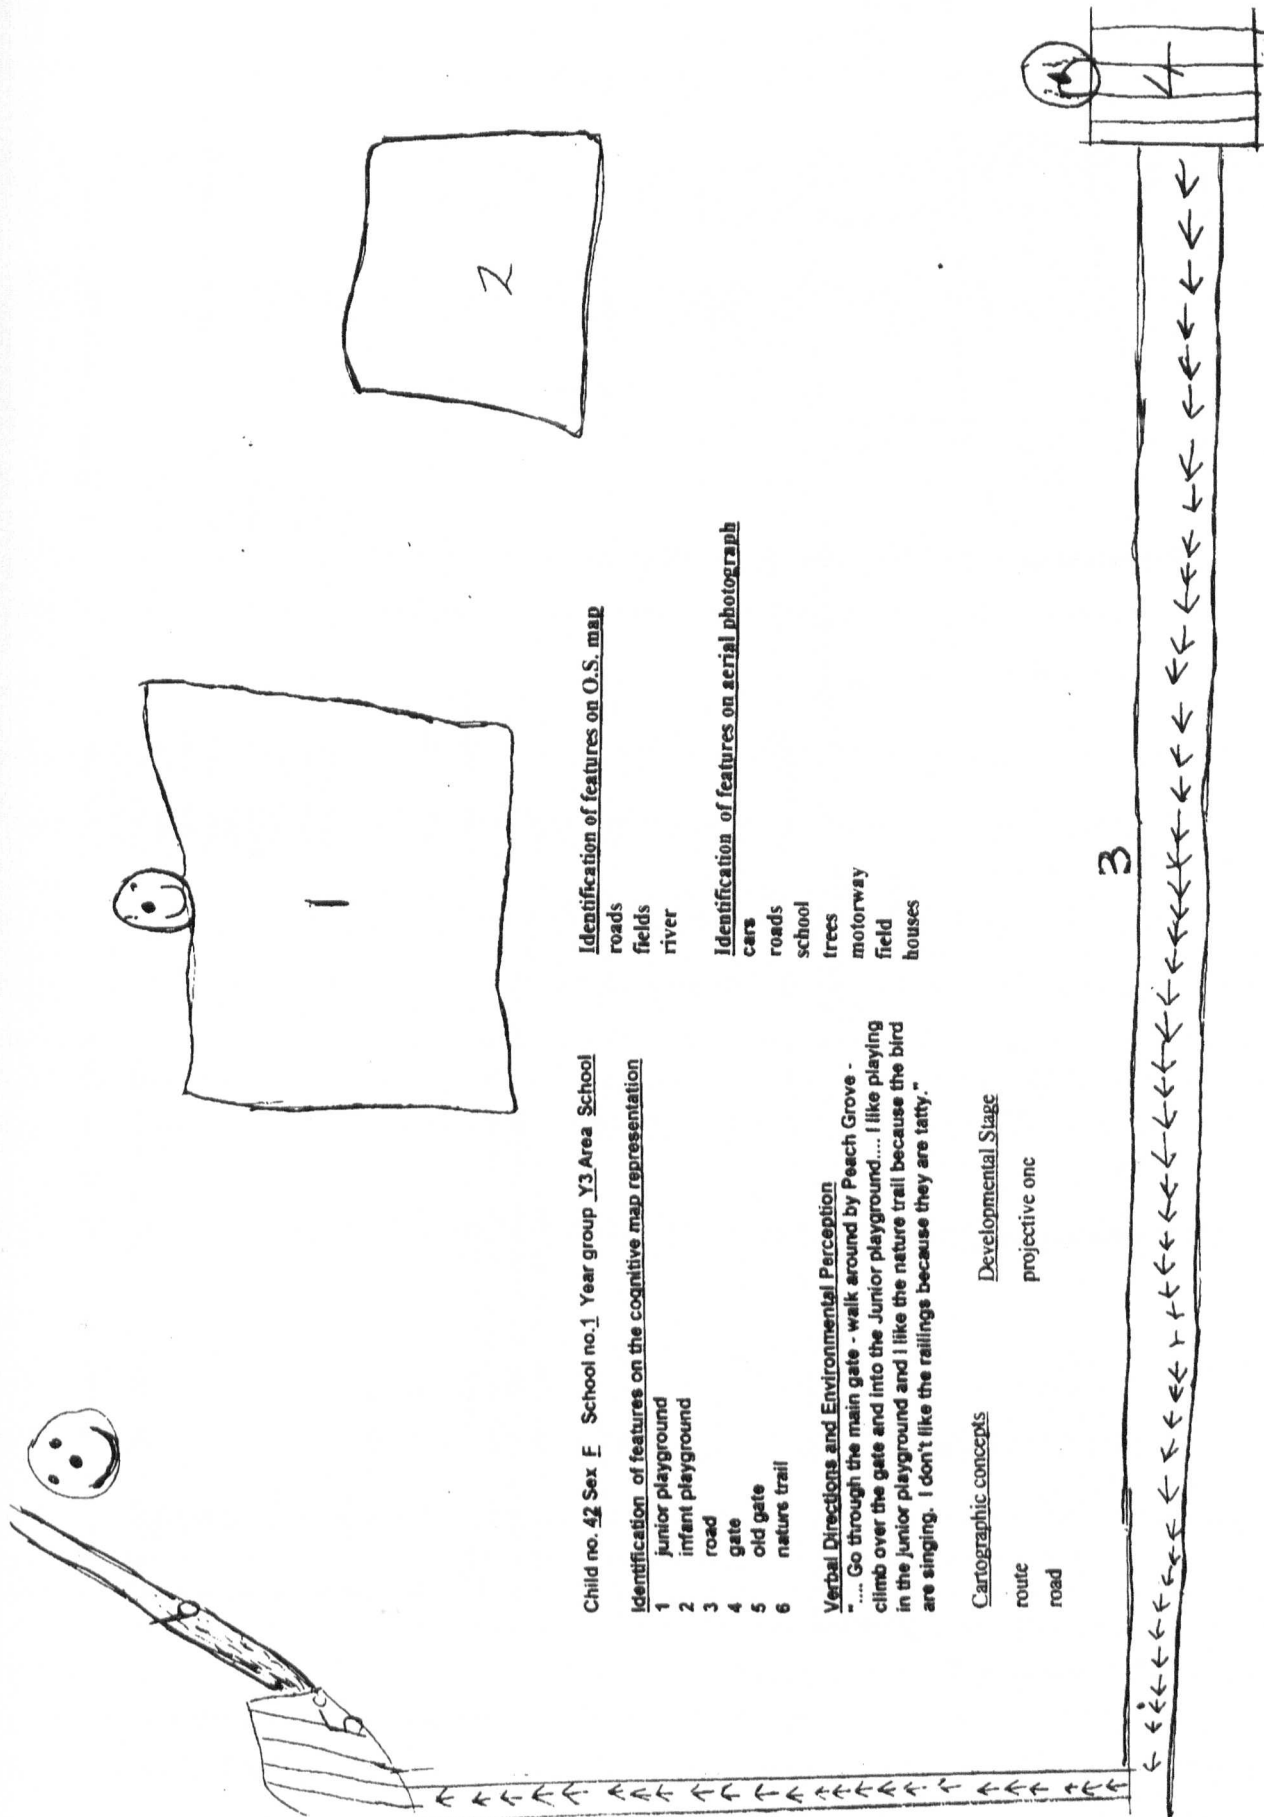 6
5
1
2
Child no. 42 Sex F School no.1 Year group Y3 Area School
Identification of features on the cognitive map representation
1 junior playground
2 infant playground
3 road
4 gate
5 old gate
6 naturs trail
Verbal Directions and Environmental Perception
" .... Go through the main gate - walk around by Peach Grove -
climb over the gate and into the Junior playground.... I like playing
in the junior playground and I like the nature trail because the bird
are singing. I don't like the railings because they are tatty."
Cartographic concepts
route
road
Developmental Stage
projective one
Identification of features on O.S. map
roads
fields
river
Identification of features on aerial photograph
cars
roads
school
trees
motorway
field
houses
3
4